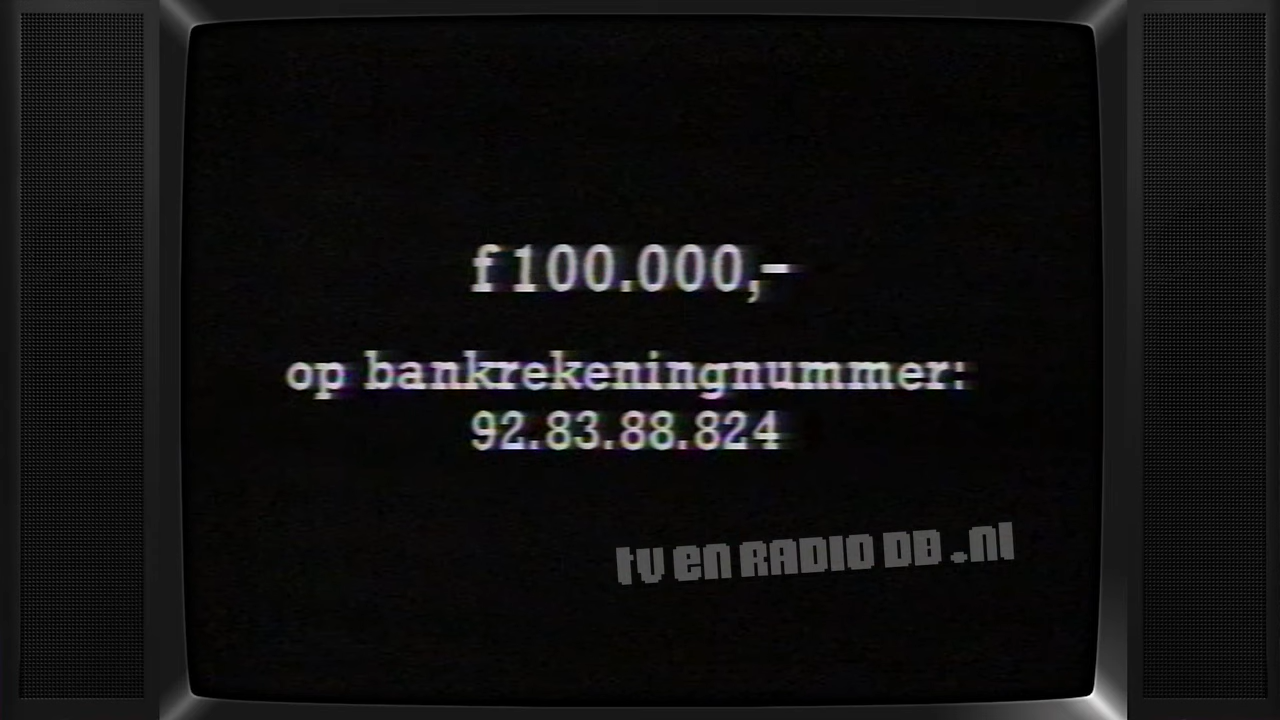 f 100.000,-
op bankrekeningnummer:
92.83.88.824
tv en RADIO DB .nl